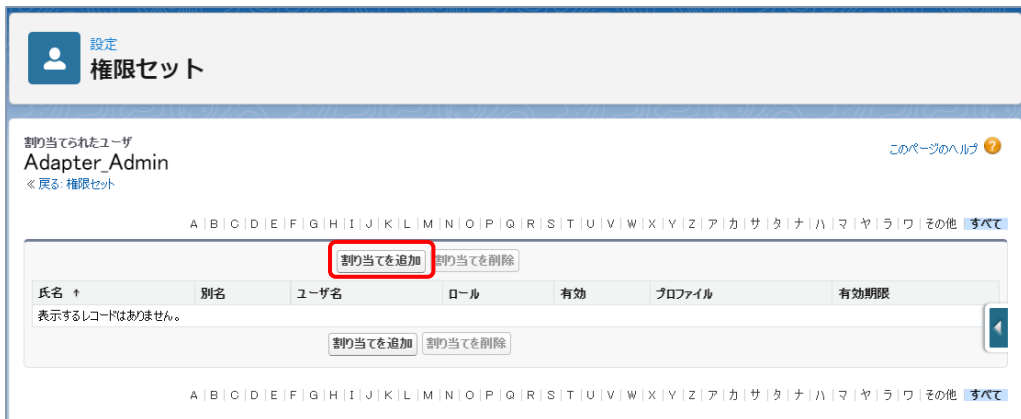 設定
権限セット
割り当てられたユーザ
Adapter_Admin
このページのヘルプ ?
≪ 戻る: 権限セット
A | B | C | D | E | F | G | H | I | J | K | L | M | N | O | P | Q | R | S | T | U | V | W | X | Y | Z | ア | カ | サ | タ | ナ | ハ | マ | ヤ | ラ | ワ | その他 | すべて
割り当てを追加 割り当てを削除
氏名 ↑ 別名 ユーザ名 ロール 有効 プロファイル 有効期限
表示するレコードはありません。
割り当てを追加 割り当てを削除
A | B | C | D | E | F | G | H | I | J | K | L | M | N | O | P | Q | R | S | T | U | V | W | X | Y | Z | ア | カ | サ | タ | ナ | ハ | マ | ヤ | ラ | ワ | その他 | すべて